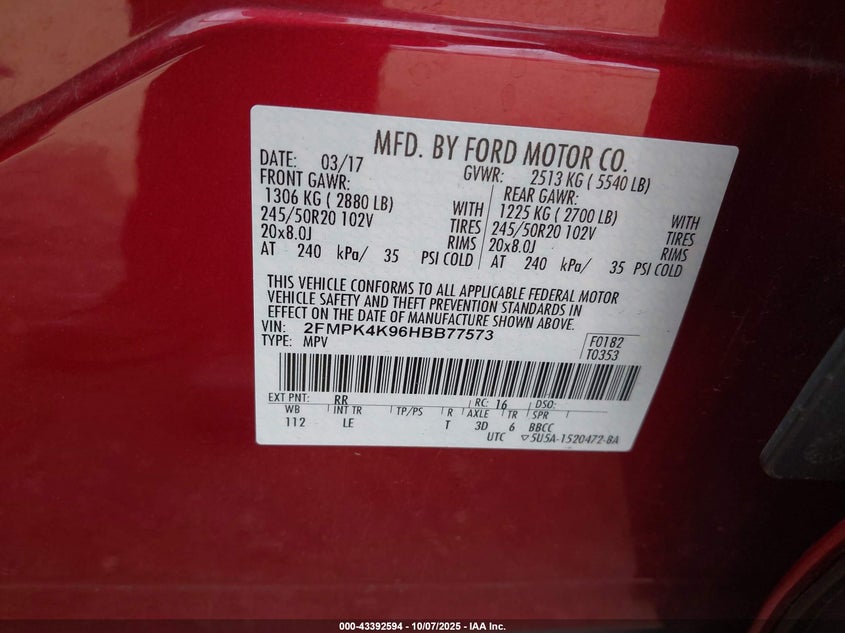 MFD. BY FORD MOTOR CO.
DATE: 03/17 GVWR: 2513 KG ( 5540 LB)
FRONT GAWR: REAR GAWR:
1306 KG ( 2880 LB) WITH 1225 KG ( 2700 LB) WITH
245/50R20 102V TIRES 245/50R20 102V TIRES
20x8.0J RIMS 20x8.0J RIMS
AT 240 kPa/ 35 PSI COLD AT 240 kPa/ 35 PSI COLD
THIS VEHICLE CONFORMS TO ALL APPLICABLE FEDERAL MOTOR
VEHICLE SAFETY AND THEFT PREVENTION STANDARDS IN
EFFECT ON THE DATE OF MANUFACTURE SHOWN ABOVE.
VIN: 2FMPK4K96HBB77573 F0182
TYPE: MPV T0353
EXT PNT: RR RC: 16 DSO:
WB INT TR TP/PS R AXLE TR SPR
112 LE T 3D 6 BBCC
UTC ▽5U5A-1520472-BA
000-43392594 - 10/07/2025 - IAA Inc.